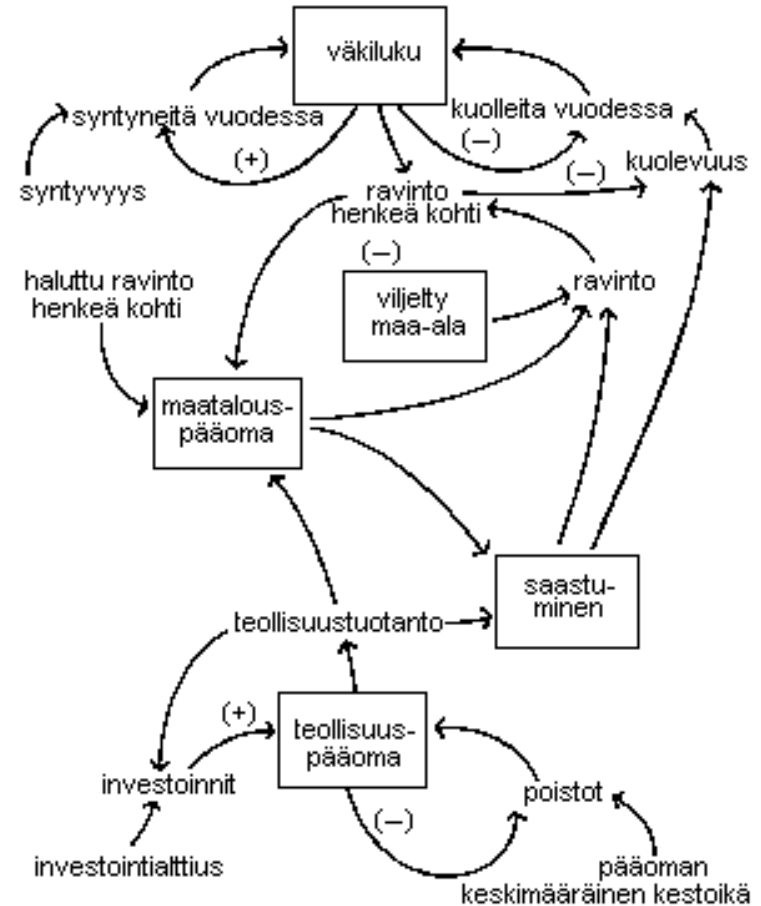 väkiluku
syntyneitä vuodessa
kuolleita vuodessa
(+)
(−)
syntyvyys
kuolevuus
(−)
ravinto
henkeä kohti
(−)
haluttu ravinto
henkeä kohti
viljelty
maa-ala
ravinto
maatalous-
pääoma
saastu-
minen
teollisuustuotanto
(+)
teollisuus-
pääoma
investoinnit
poistot
(−)
investointialttius
pääoman
keskimääräinen kestoikä